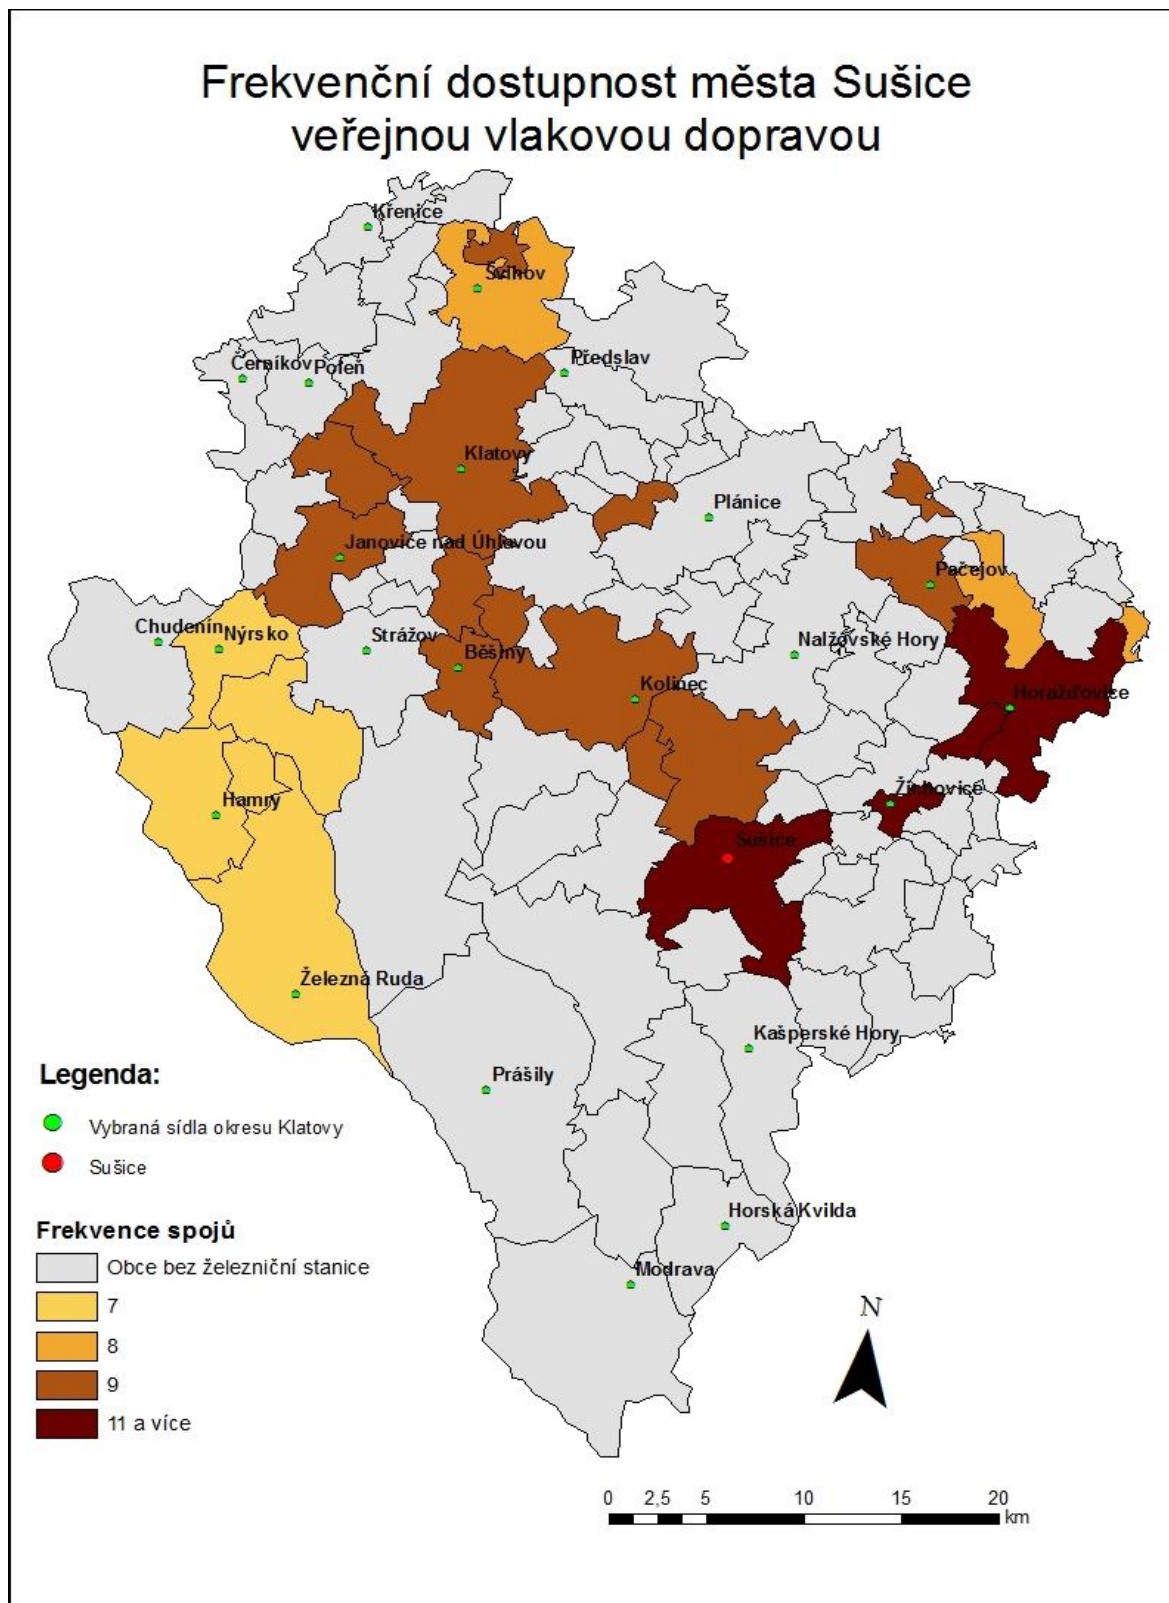 Frekvenční dostupnost města Sušice
veřejnou vlakovou dopravou
Křenice
Švihov
Předslav
Černíkov
Poleň
Klatovy
Plánice
Janovice nad Úhlavou
Pačejov
Chudenín
Nýrsko
Strážov
Běšiny
Nalžovské Hory
Kolinec
Horažďovice
Hamry
Žichovice
Sušice
Železná Ruda
Kašperské Hory
Prášily
Horská Kvilda
Modrava
Legenda:
Vybraná sídla okresu Klatovy
Sušice
Frekvence spojů
Obce bez železniční stanice
7
8
9
11 a více
N
0 2,5 5 10 15 20
km